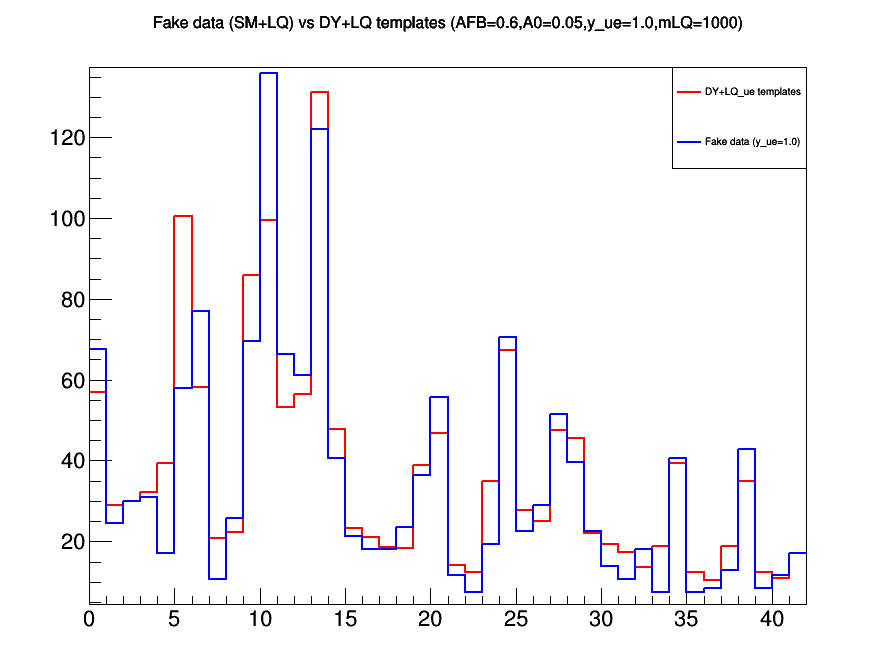 Fake data (SM+LQ) vs DY+LQ templates (AFB=0.6,A0=0.05,y_ue=1.0,mLQ=1000)
DY+LQ_ue templates
Fake data (y_ue=1.0)
120
100
80
60
40
20
0 5 10 15 20 25 30 35 40